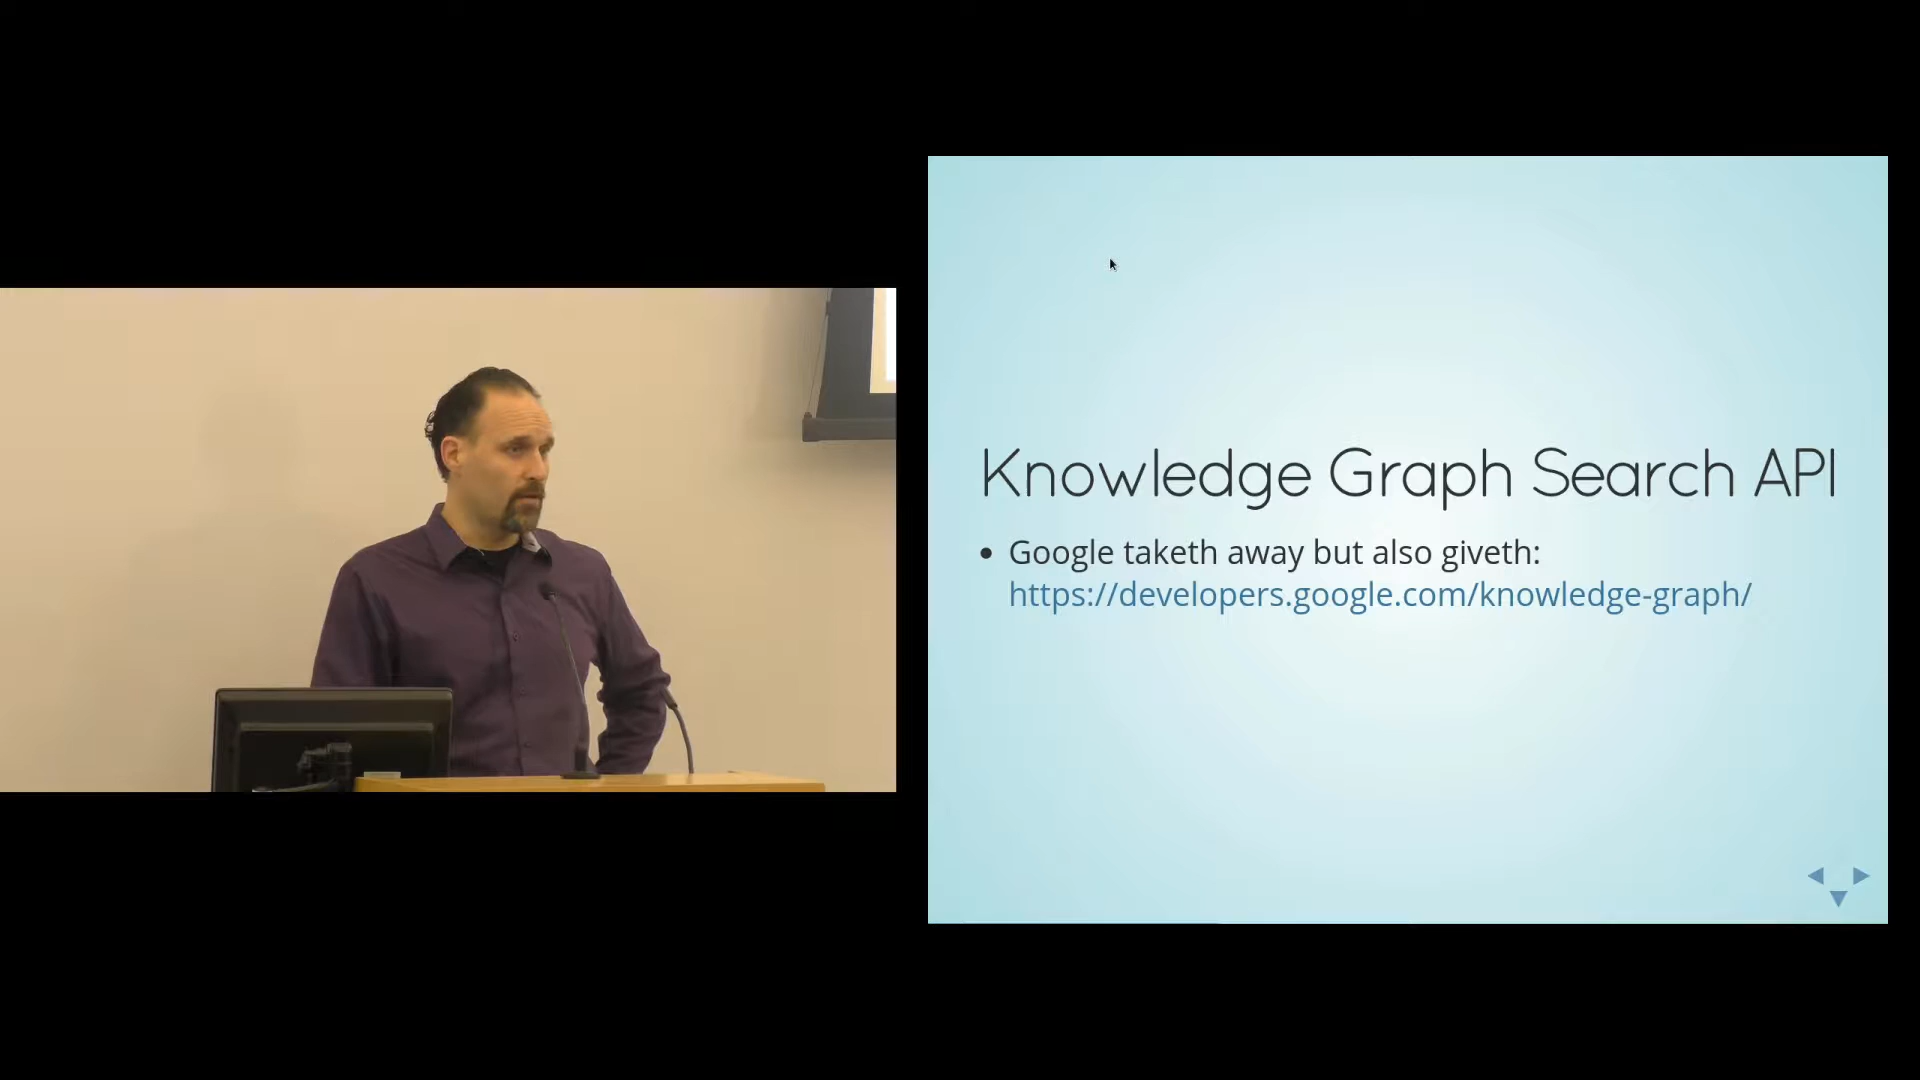 Knowledge Graph Search API
• Google taketh away but also giveth:
https://developers.google.com/knowledge-graph/